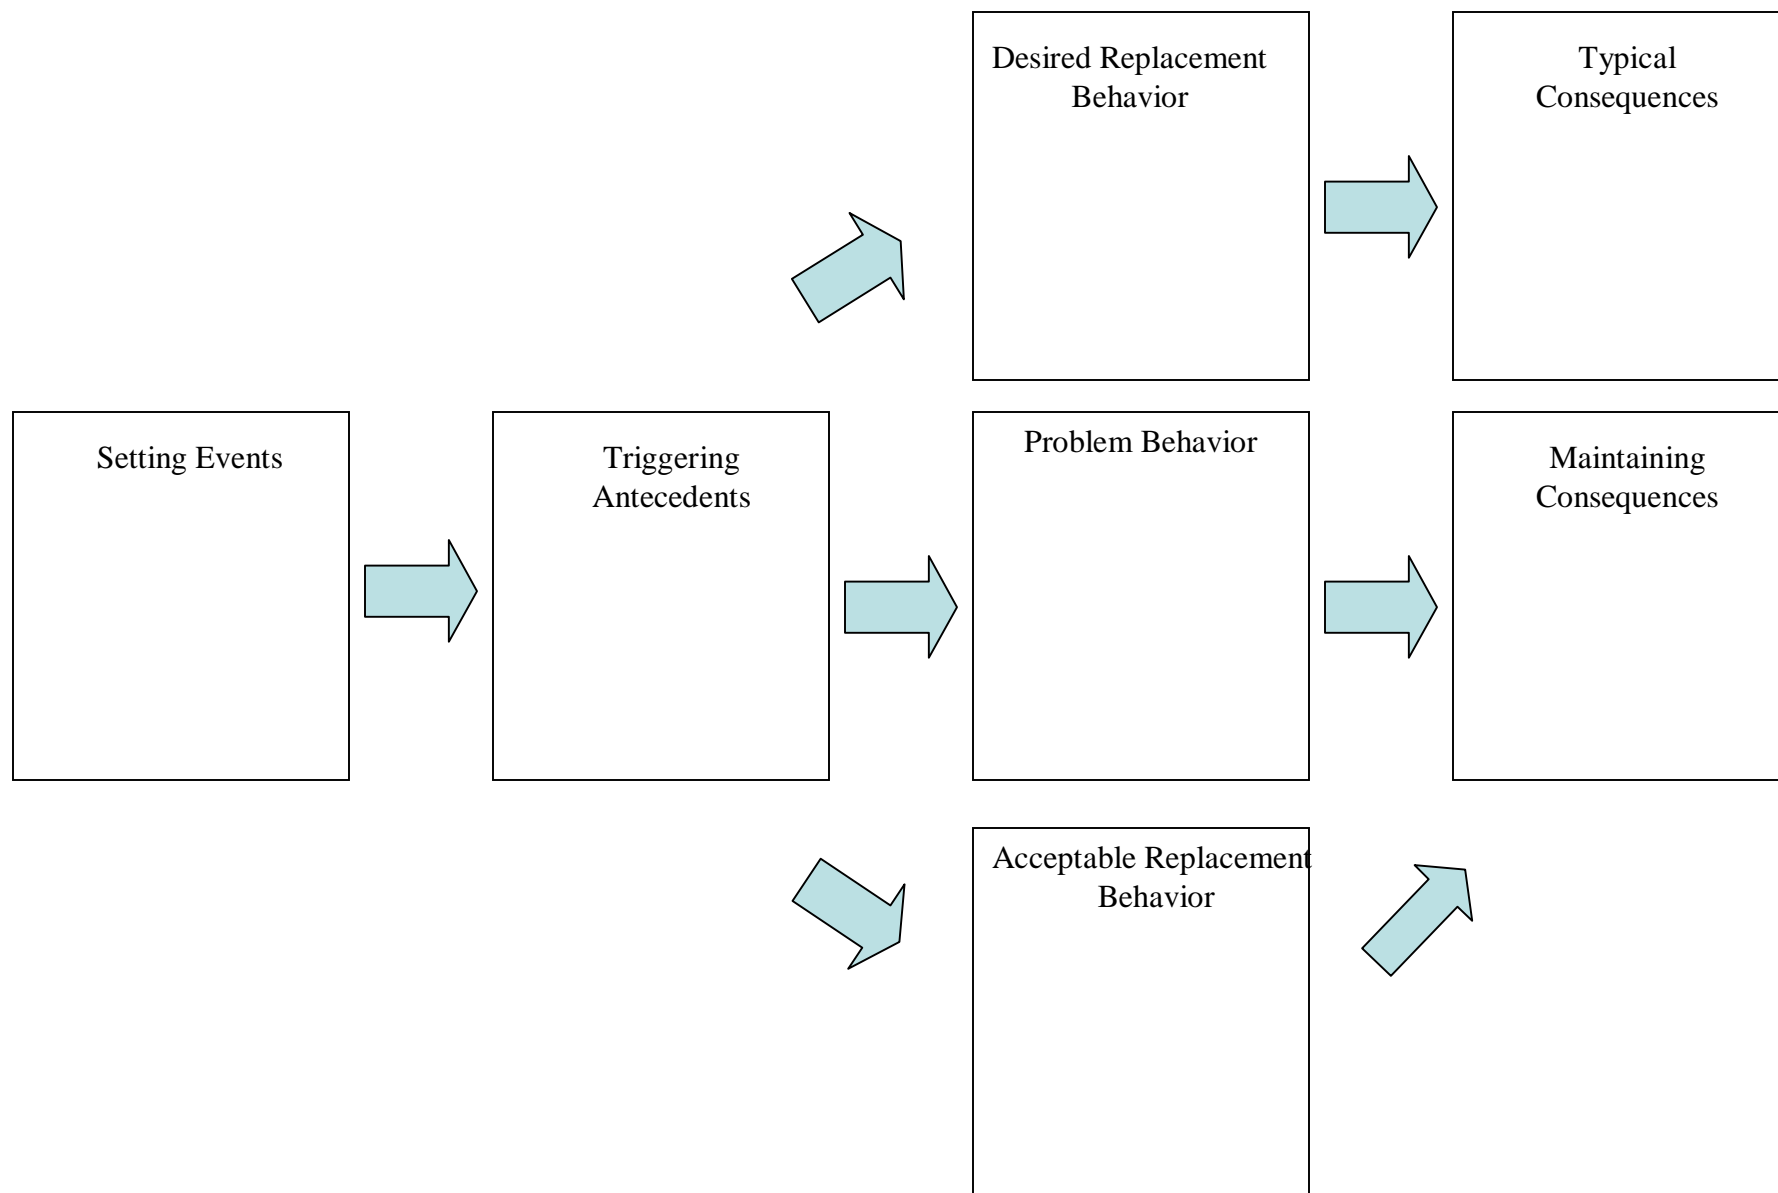 Desired Replacement
Behavior
Typical
Consequences
Setting Events
Triggering
Antecedents
Problem Behavior
Maintaining
Consequences
Acceptable Replacement
Behavior